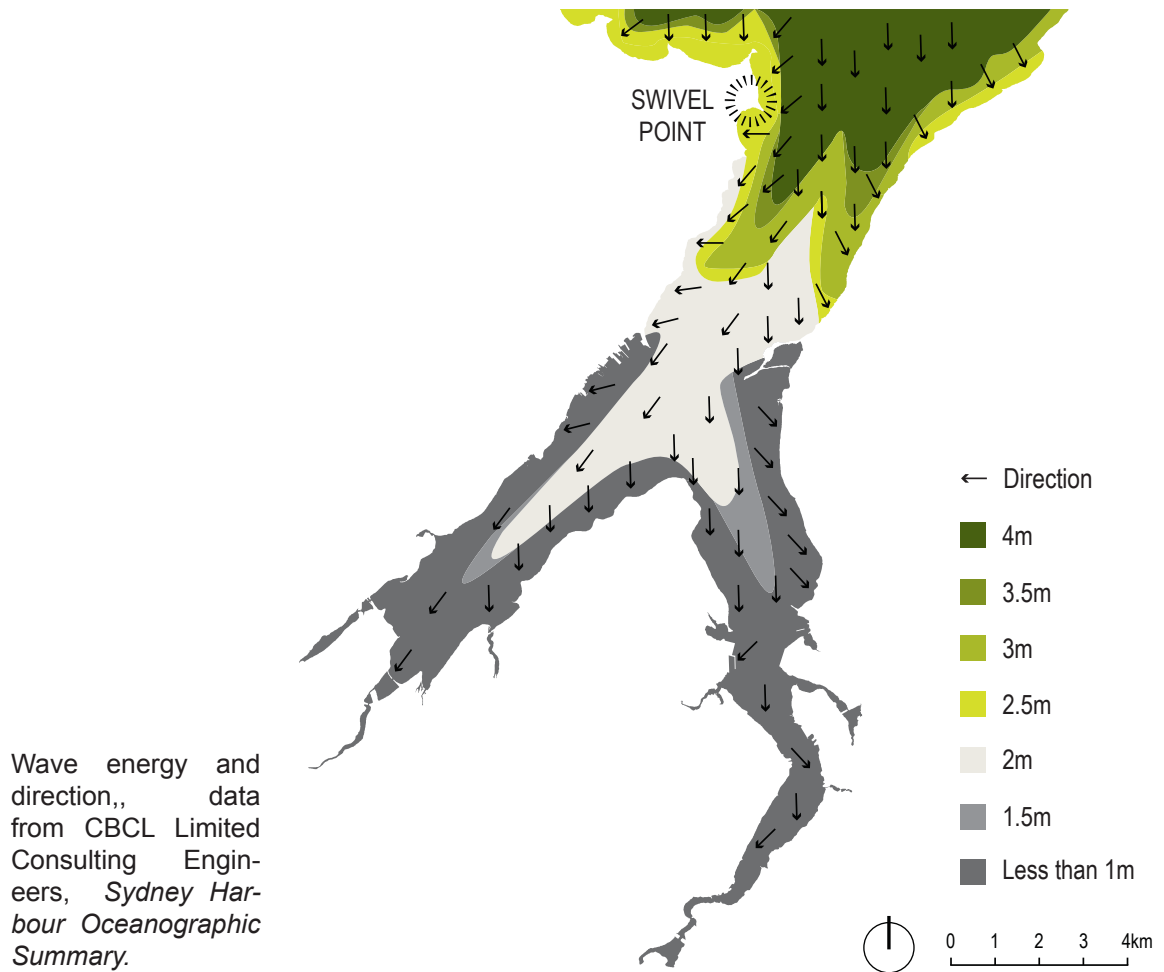 SWIVEL
POINT
Direction
4m
3.5m
3m
2.5m
2m
1.5m
Less than 1m
0 1 2 3 4km
Wave energy and
direction,, data
from CBCL Limited
Consulting Engin-
eers, Sydney Har-
bour Oceanographic
Summary.